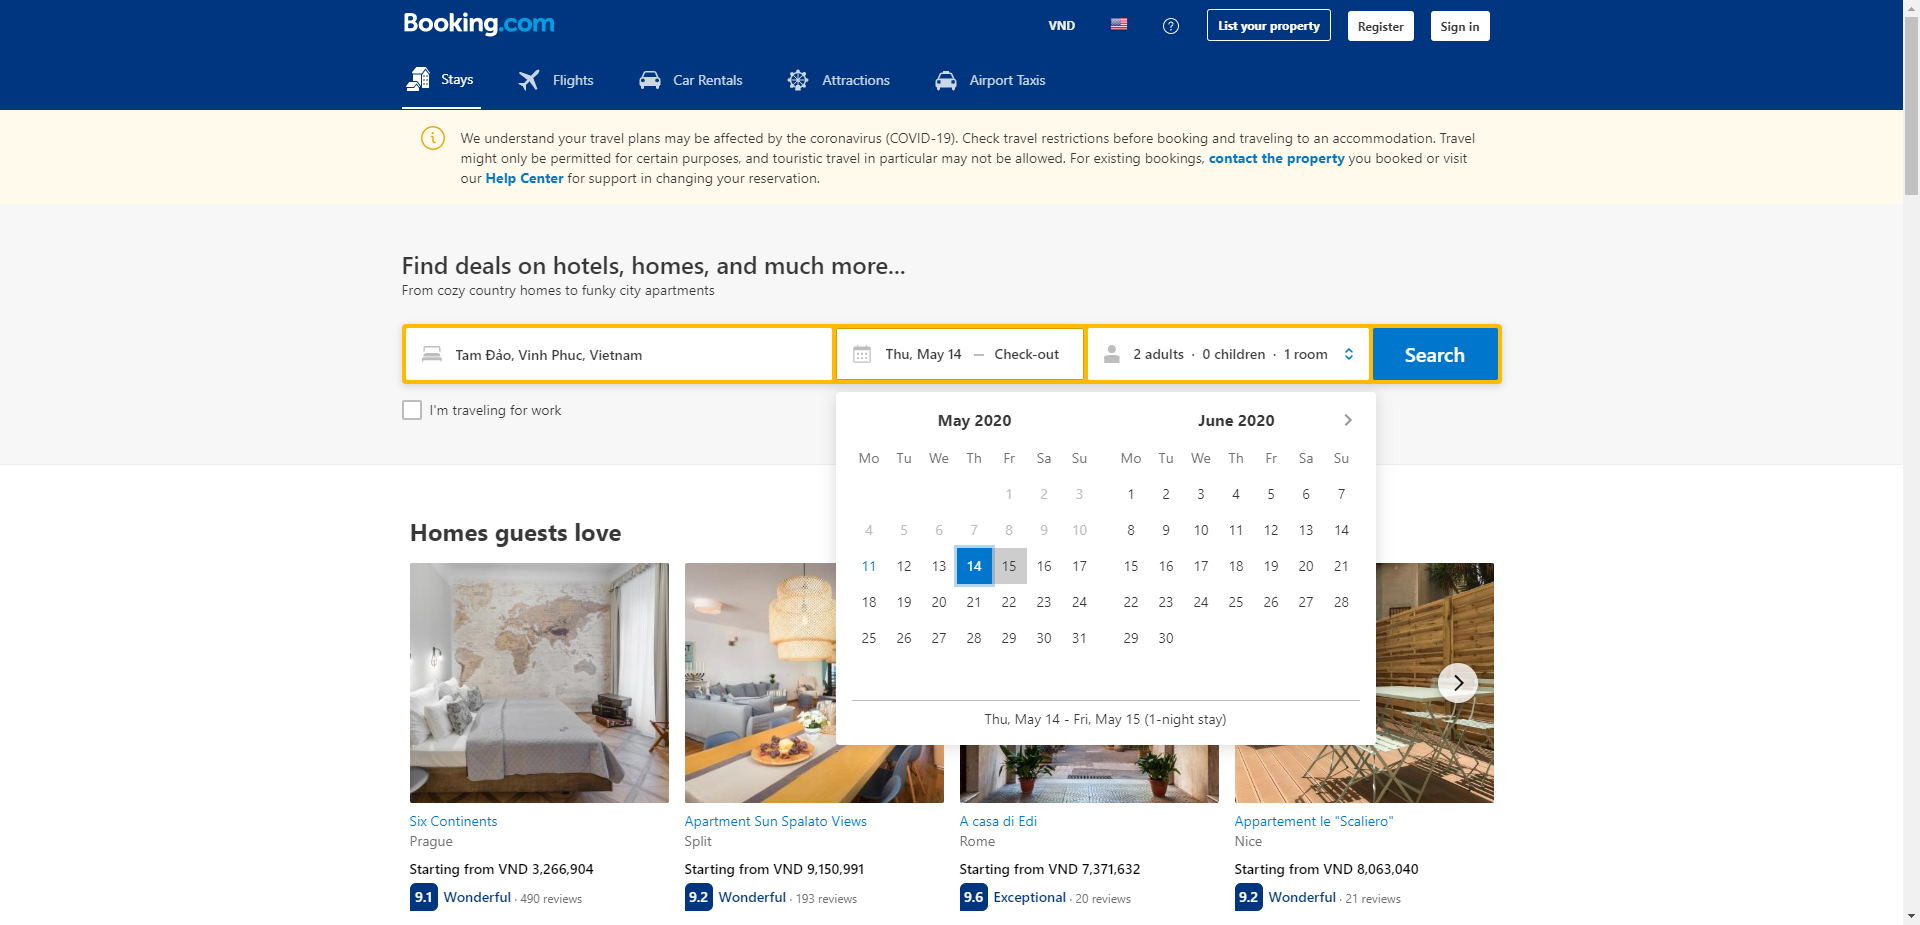 Booking.com
VND
List your property
Register
Sign in
Stays
Flights
Car Rentals
Attractions
Airport Taxis
We understand your travel plans may be affected by the coronavirus (COVID-19). Check travel restrictions before booking and traveling to an accommodation. Travel
might only be permitted for certain purposes, and touristic travel in particular may not be allowed. For existing bookings, contact the property you booked or visit
our Help Center for support in changing your reservation.
Find deals on hotels, homes, and much more...
From cozy country homes to funky city apartments
Tam Đảo, Vinh Phuc, Vietnam
Thu, May 14 — Check-out
2 adults · 0 children · 1 room
Search
I'm traveling for work
May 2020
Mo Tu We Th Fr Sa Su
1 2 3
4 5 6 7 8 9 10
11 12 13 14 15 16 17
18 19 20 21 22 23 24
25 26 27 28 29 30 31
June 2020
Mo Tu We Th Fr Sa Su
1 2 3 4 5 6 7
8 9 10 11 12 13 14
15 16 17 18 19 20 21
22 23 24 25 26 27 28
29 30
Thu, May 14 - Fri, May 15 (1-night stay)
Homes guests love
Six Continents
Prague
Starting from VND 3,266,904
9.1 Wonderful · 490 reviews
Apartment Sun Spalato Views
Split
Starting from VND 9,150,991
9.2 Wonderful · 193 reviews
A casa di Edi
Rome
Starting from VND 7,371,632
9.6 Exceptional · 20 reviews
Appartement le "Scaliero"
Nice
Starting from VND 8,063,040
9.2 Wonderful · 21 reviews